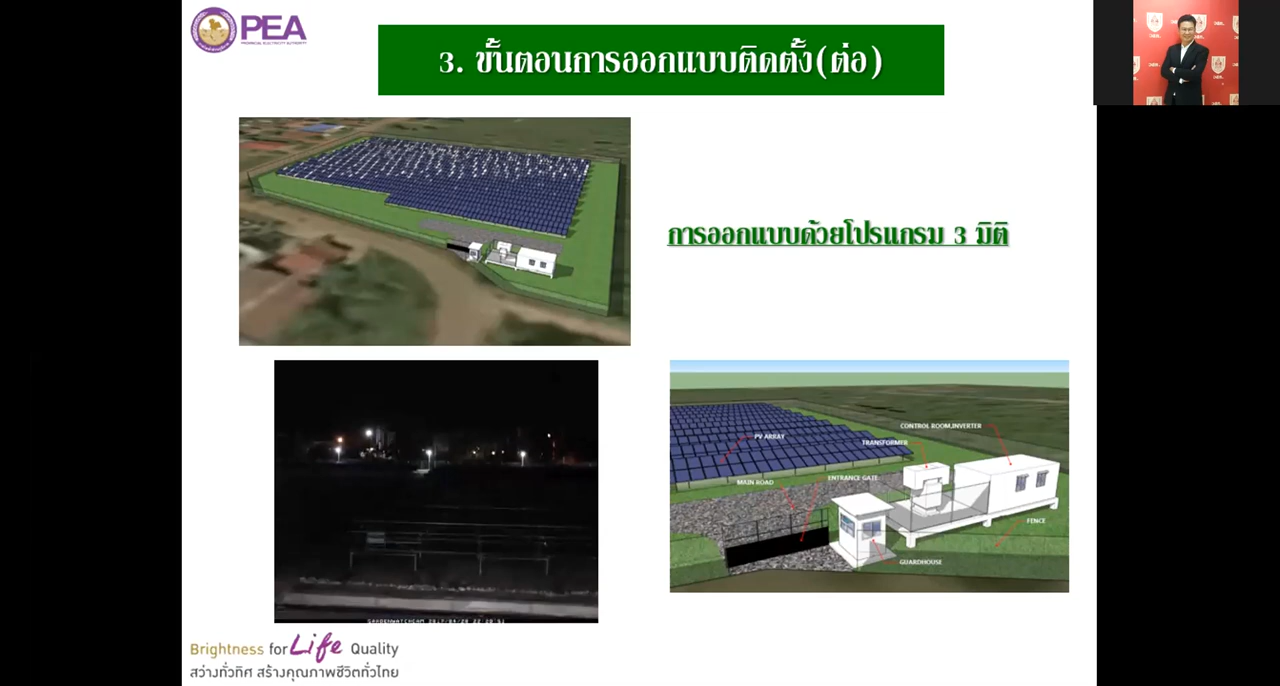 PEA
PROVINCIAL ELECTRICITY AUTHORITY
3. ขั้นตอนการออกแบบติดตั้ง(ต่อ)
การออกแบบด้วยโปรแกรม 3 มิติ
CONTROL ROOM,INVERTER
PV ARRAY
TRANSFORMER
MAIN ROAD
ENTRANCE GATE
FENCE
GUARDHOUSE
Brightness for Life Quality
สว่างทั่วทิศ สร้างคุณภาพชีวิตทั่วไทย